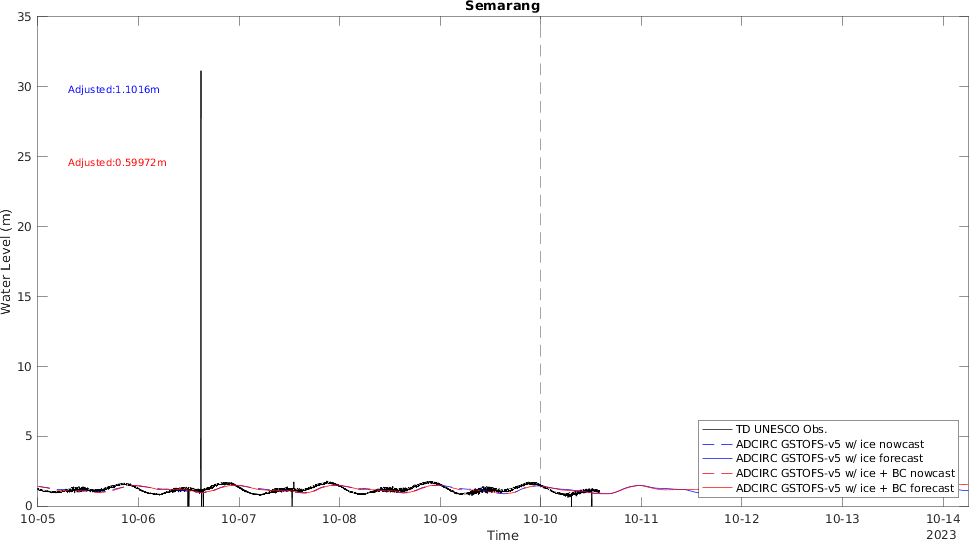 Semarang
35
30
25
20
15
10
5
0
Water Level (m)
Adjusted:1.1016m
Adjusted:0.59972m
TD UNESCO Obs.
ADCIRC GSTOFS-v5 w/ ice nowcast
ADCIRC GSTOFS-v5 w/ ice forecast
ADCIRC GSTOFS-v5 w/ ice + BC nowcast
ADCIRC GSTOFS-v5 w/ ice + BC forecast
10-05 10-06 10-07 10-08 10-09 10-10 10-11 10-12 10-13 10-14
2023
Time